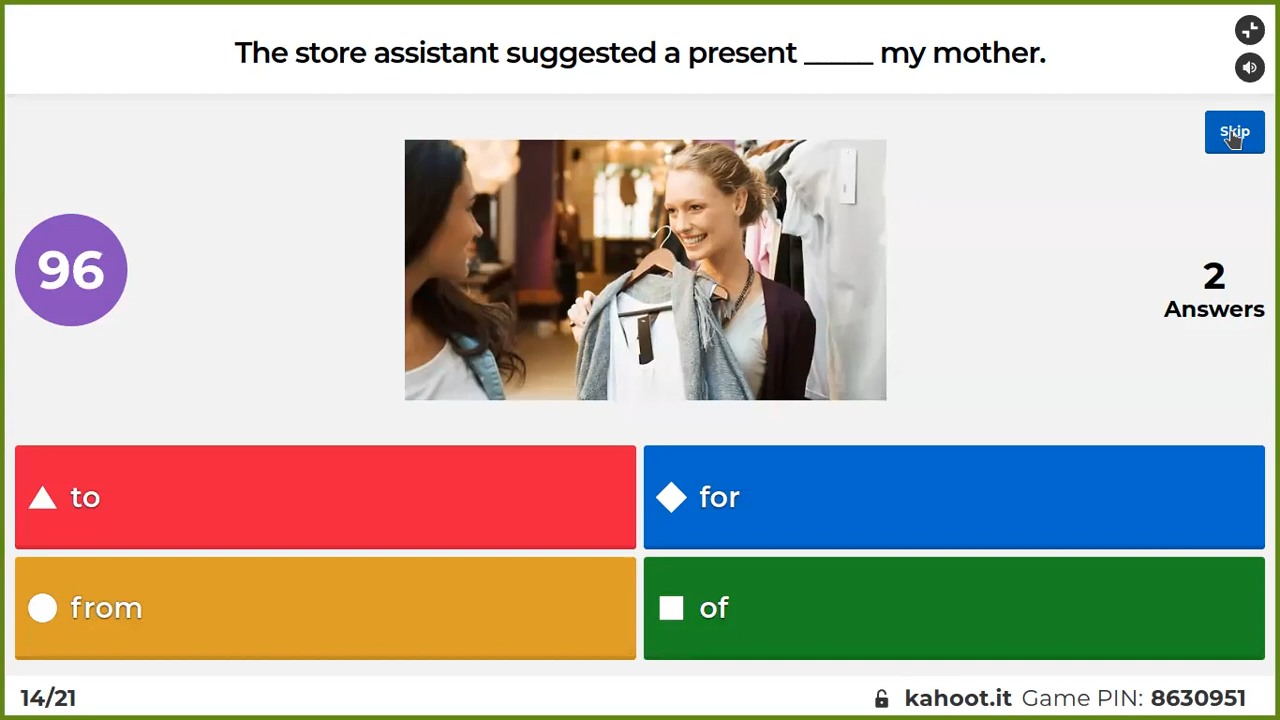 The store assistant suggested a present _____ my mother.
Skip
96
2
Answers
to
for
from
of
14/21
kahoot.it Game PIN: 8630951